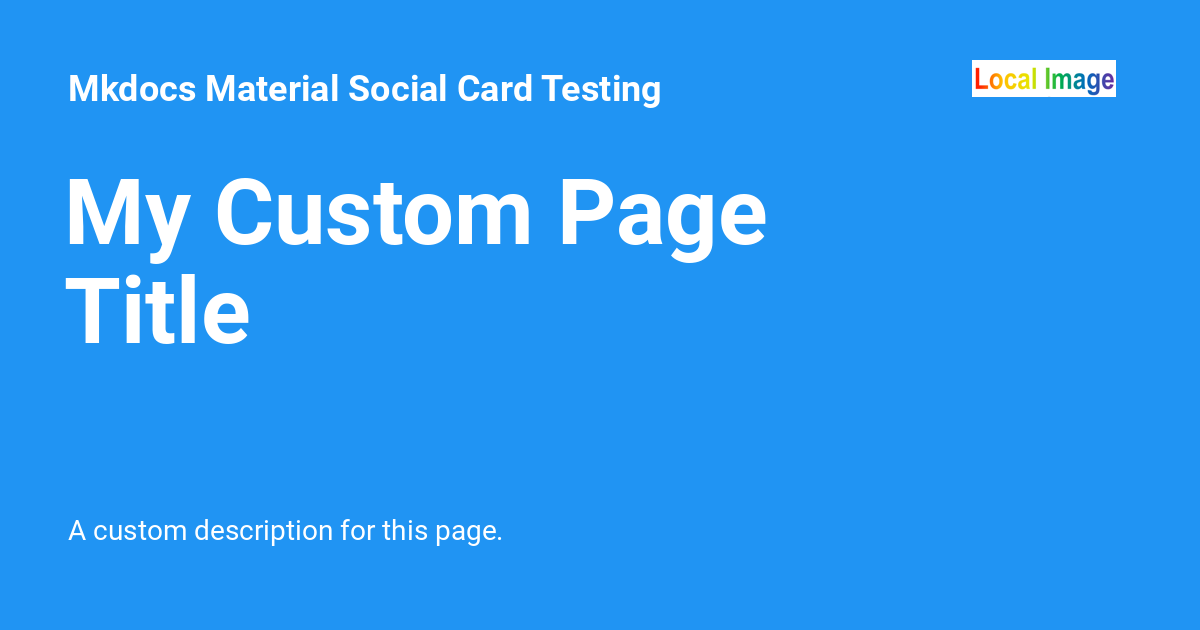 Mkdocs Material Social Card Testing
Local Image
My Custom Page
Title
A custom description for this page.